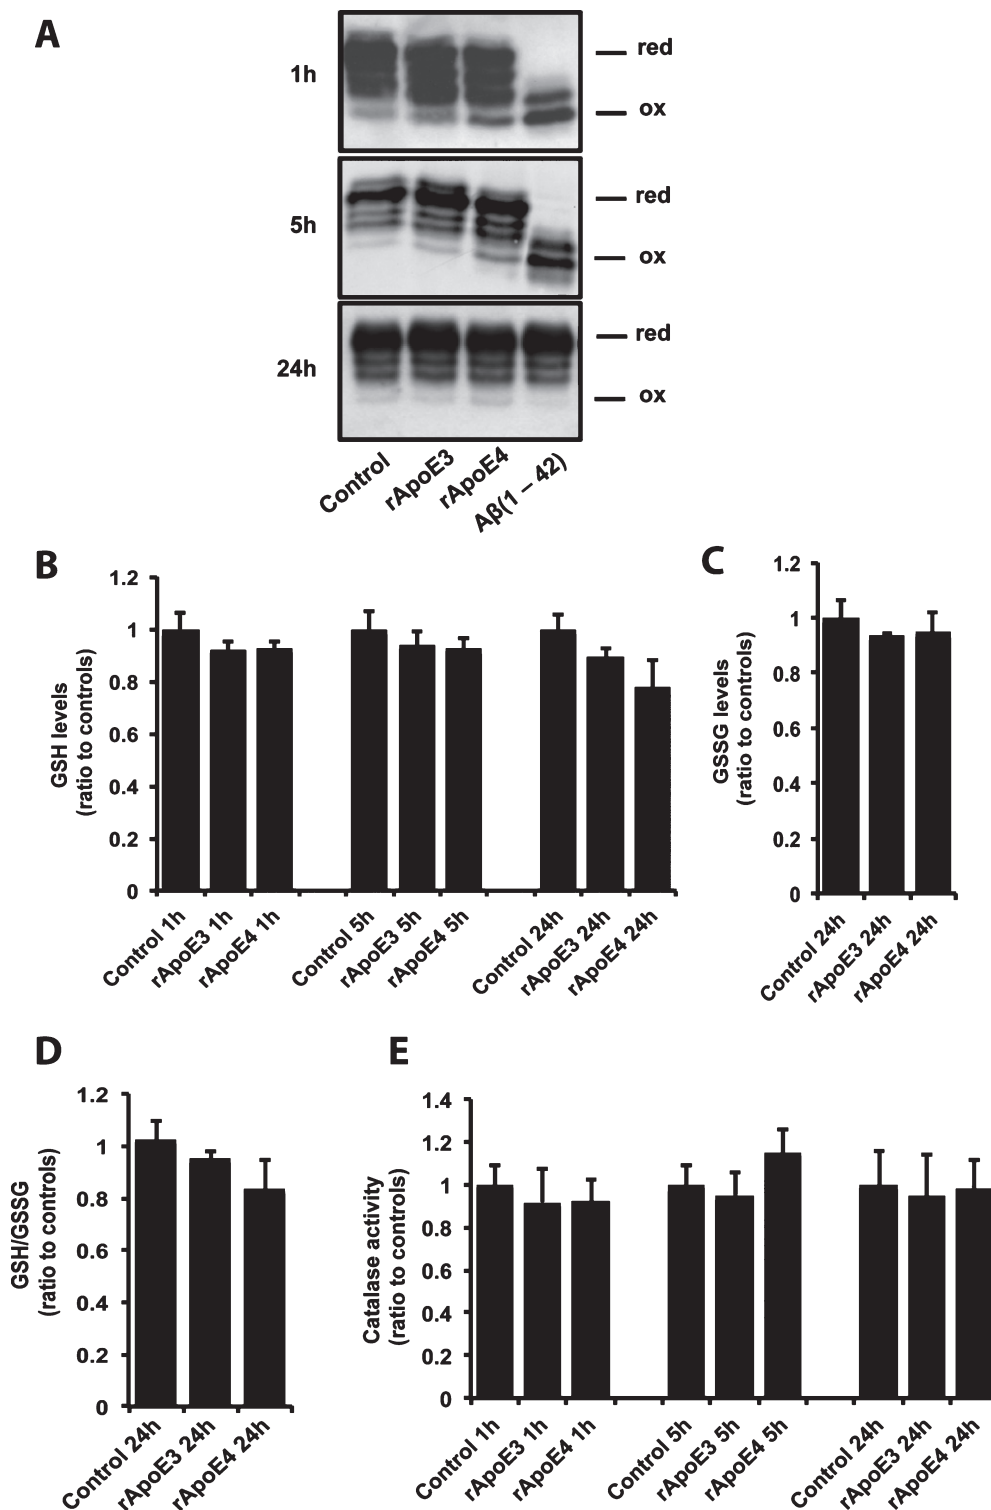 A
1h
red
ox
5h
red
ox
24h
red
ox
Control
rApoE3
rApoE4
Aβ(1 – 42)
B
GSH levels
(ratio to controls)
1.2
1
0.8
0.6
0.4
0.2
0
Control 1h
rApoE3 1h
rApoE4 1h
Control 5h
rApoE3 5h
rApoE4 5h
Control 24h
rApoE3 24h
rApoE4 24h
C
GSSG levels
(ratio to controls)
1.2
1
0.8
0.6
0.4
0.2
0
Control 24h
rApoE3 24h
rApoE4 24h
D
GSH/GSSG
(ratio to controls)
1.2
1
0.8
0.6
0.4
0.2
0
Control 24h
rApoE3 24h
rApoE4 24h
E
Catalase activity
(ratio to controls)
1.4
1.2
1
0.8
0.6
0.4
0.2
0
Control 1h
rApoE3 1h
rApoE4 1h
Control 5h
rApoE3 5h
rApoE4 5h
Control 24h
rApoE3 24h
rApoE4 24h